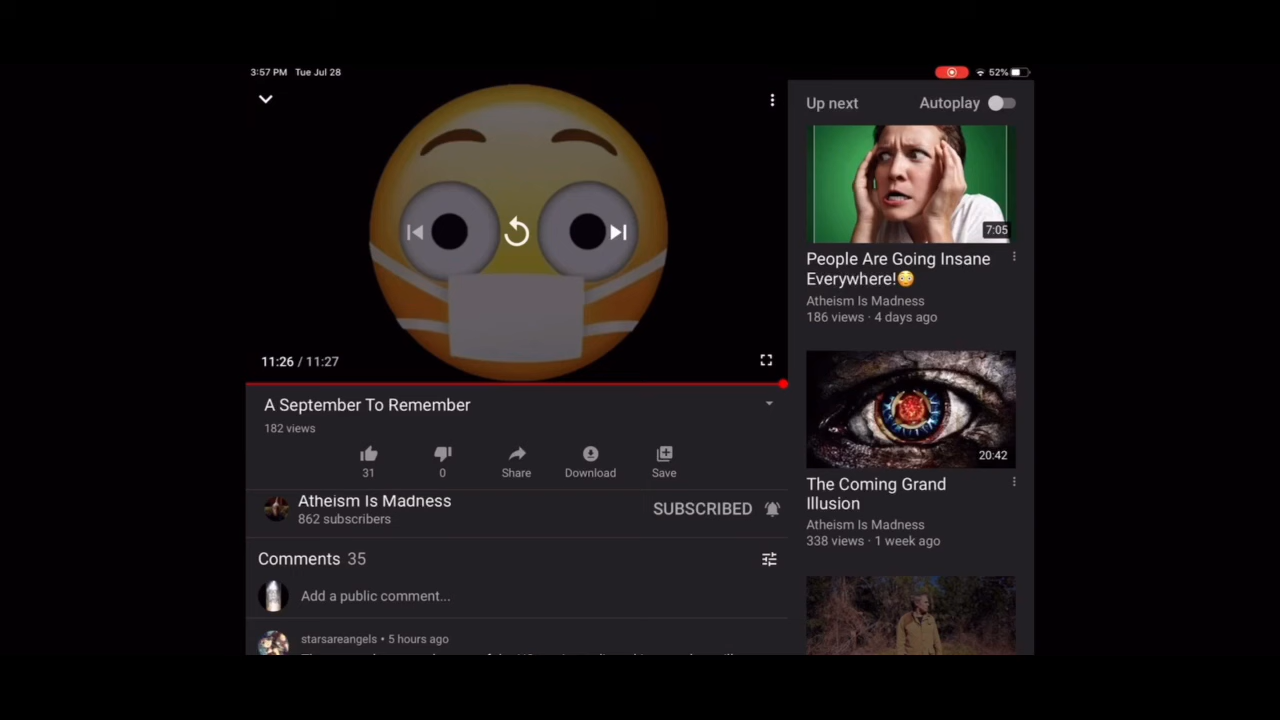 3:57 PM Tue Jul 28
52%
11:26 / 11:27
A September To Remember
182 views
31
0
Share
Download
Save
Atheism Is Madness
862 subscribers
SUBSCRIBED
Comments 35
Add a public comment...
starsareangels • 5 hours ago
Up next
Autoplay
7:05
People Are Going Insane
Everywhere!😳
Atheism Is Madness
186 views · 4 days ago
20:42
The Coming Grand
Illusion
Atheism Is Madness
338 views · 1 week ago